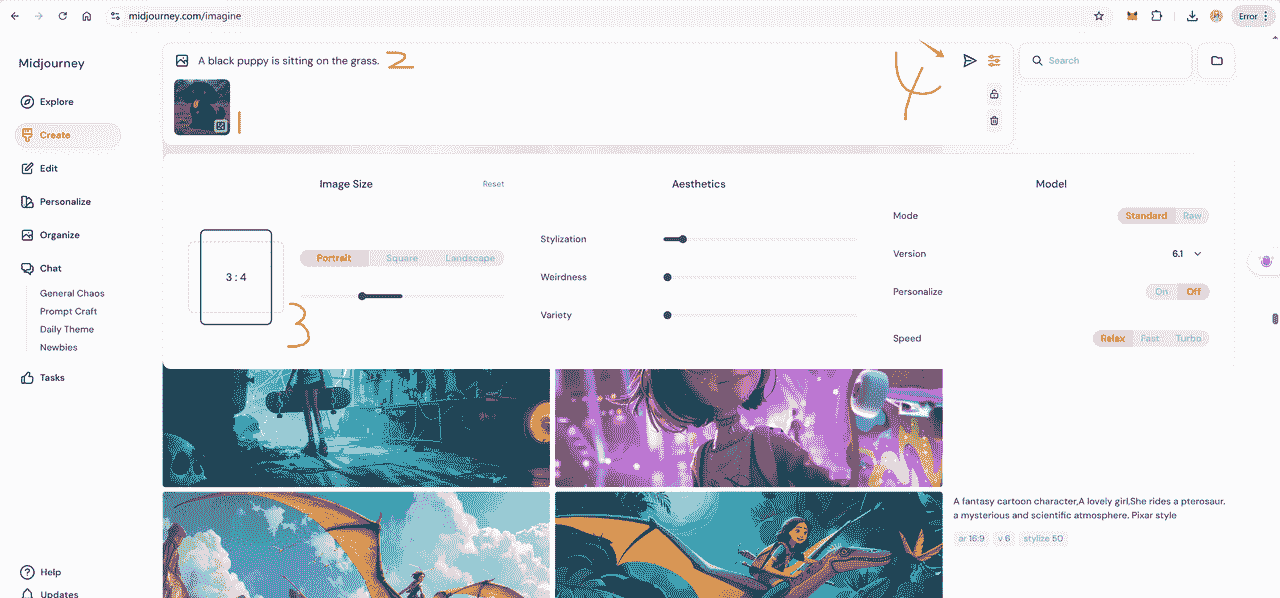 midjourney.com/imagine
Error
Midjourney
Explore
Create
Edit
Personalize
Organize
Chat
General Chaos
Prompt Craft
Daily Theme
Newbies
Tasks
Help
Updates
A black puppy is sitting on the grass. 2
1
4
Search
Image Size
Reset
3 : 4
Portrait Square Landscape
3
Aesthetics
Stylization
Weirdness
Variety
Model
Mode Standard Raw
Version 6.1
Personalize On Off
Speed Relax Fast Turbo
A fantasy cartoon character,A lovely girl,She rides a pterosaur.
a mysterious and scientific atmosphere. Pixar style
ar 16:9 v 6 stylize 50